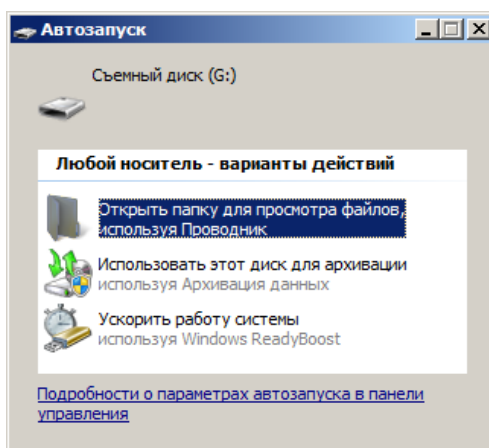 Автозапуск
Съемный диск (G:)
Любой носитель - варианты действий
Открыть папку для просмотра файлов,
используя Проводник
Использовать этот диск для архивации
используя Архивация данных
Ускорить работу системы
используя Windows ReadyBoost
Подробности о параметрах автозапуска в панели
управления